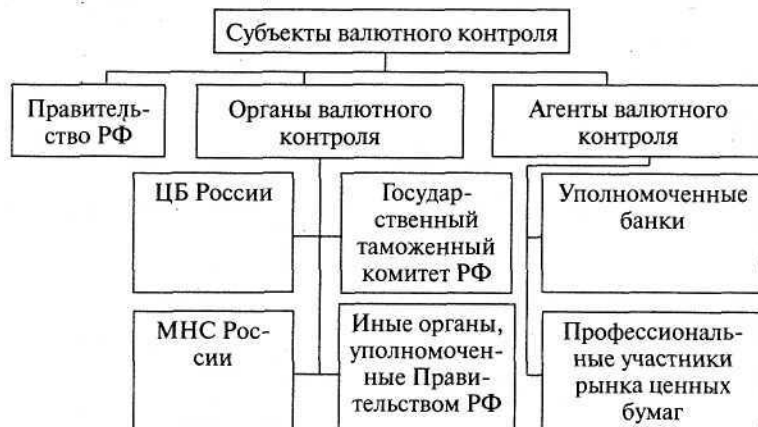 Субъекты валютного контроля
Правитель-
ство РФ
Органы валютного
контроля
Агенты валютного
контроля
ЦБ России
Государ-
ственный
таможенный
комитет РФ
Уполномоченные
банки
МНС Рос-
сии
Иные органы,
уполномочен-
ные Прави-
тельством РФ
Профессиональ-
ные участники
рынка ценных
бумаг